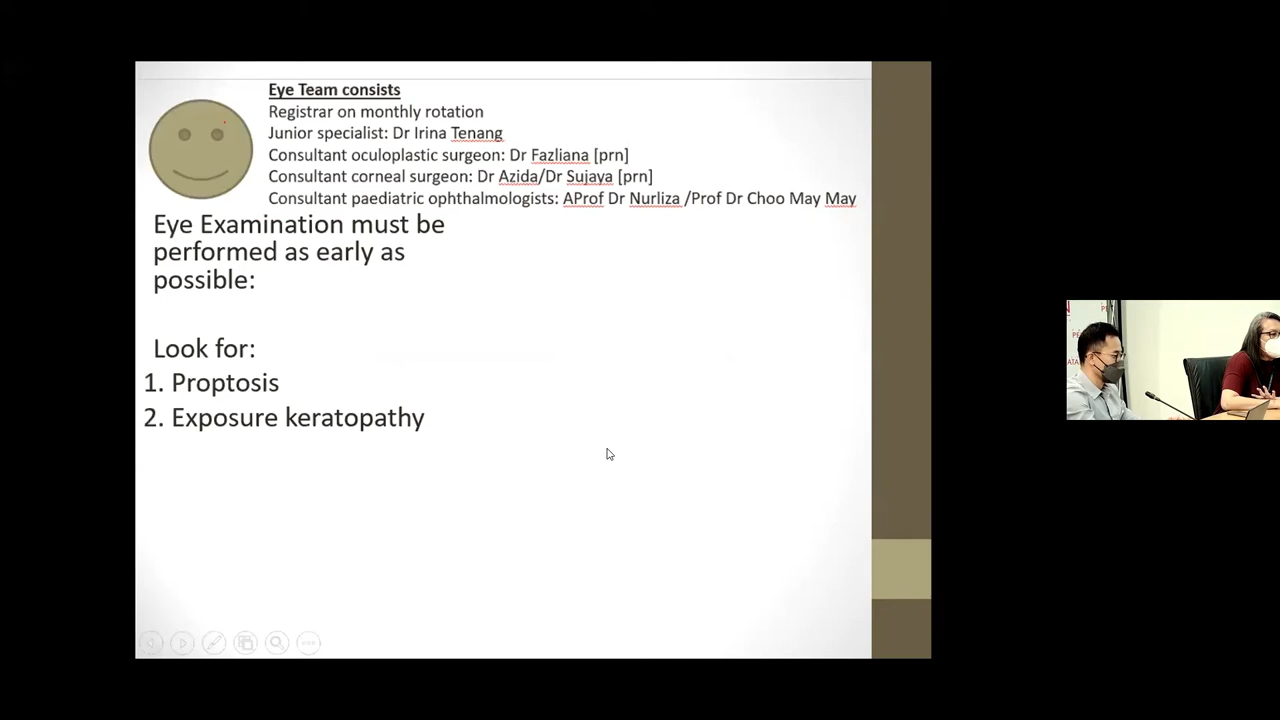 Eye Team consists
Registrar on monthly rotation
Junior specialist: Dr Irina Tenang
Consultant oculoplastic surgeon: Dr Fazliana [prn]
Consultant corneal surgeon: Dr Azida/Dr Sujaya [prn]
Consultant paediatric ophthalmologists: AProf Dr Nurliza /Prof Dr Choo May May
Eye Examination must be
performed as early as
possible:
Look for:
1. Proptosis
2. Exposure keratopathy